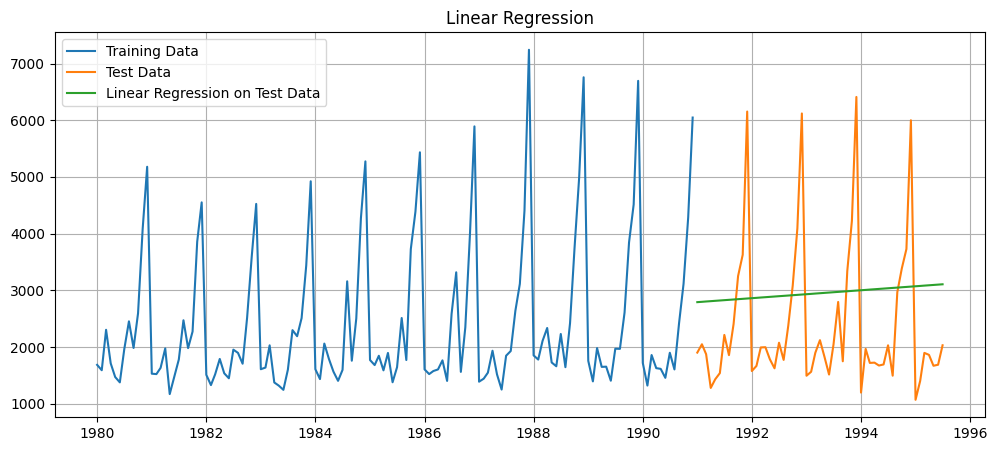 Linear Regression
Training Data
Test Data
Linear Regression on Test Data
7000
6000
5000
4000
3000
2000
1000
1980 1982 1984 1986 1988 1990 1992 1994 1996